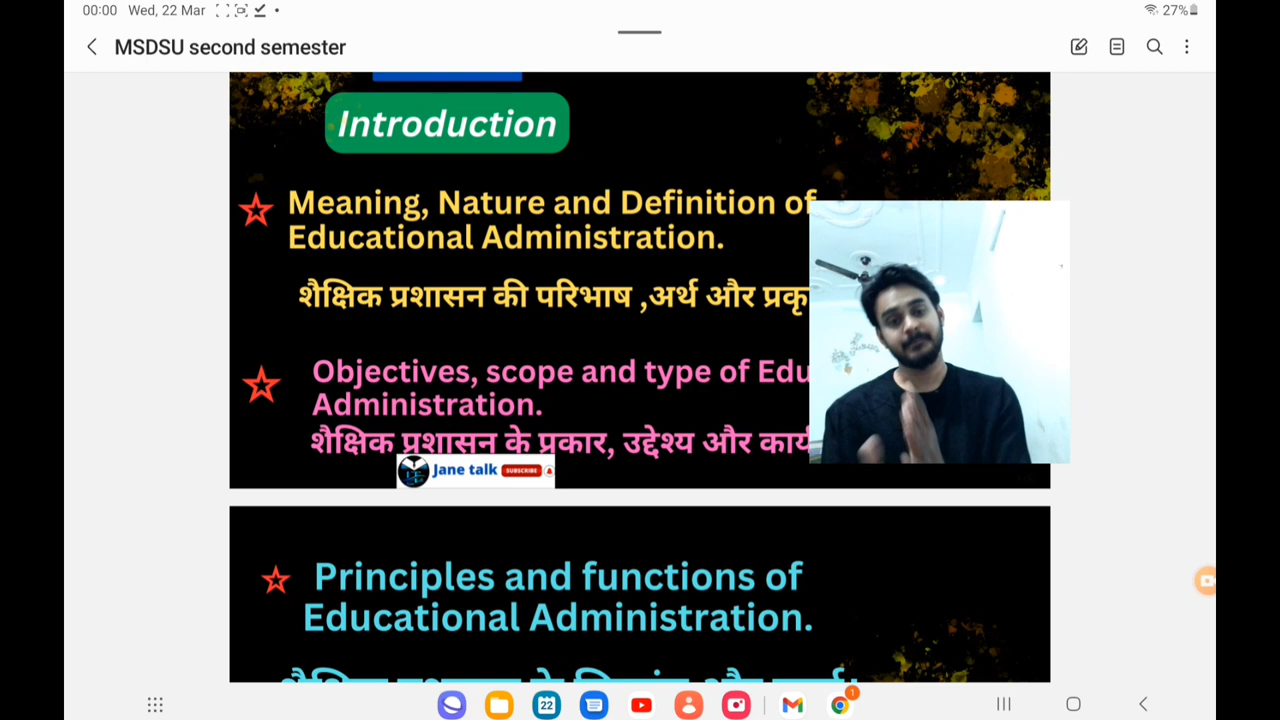 00:00 Wed, 22 Mar 27%
MSDSU second semester
Introduction
Meaning, Nature and Definition of
Educational Administration.
शैक्षिक प्रशासन की परिभाष ,अर्थ और
Objectives, scope and type of
Administration.
शैक्षिक प्रशासन के प्रकार, उद्देश्य और
Jane talk SUBSCRIBE
Principles and functions of
Educational Administration.
22
1